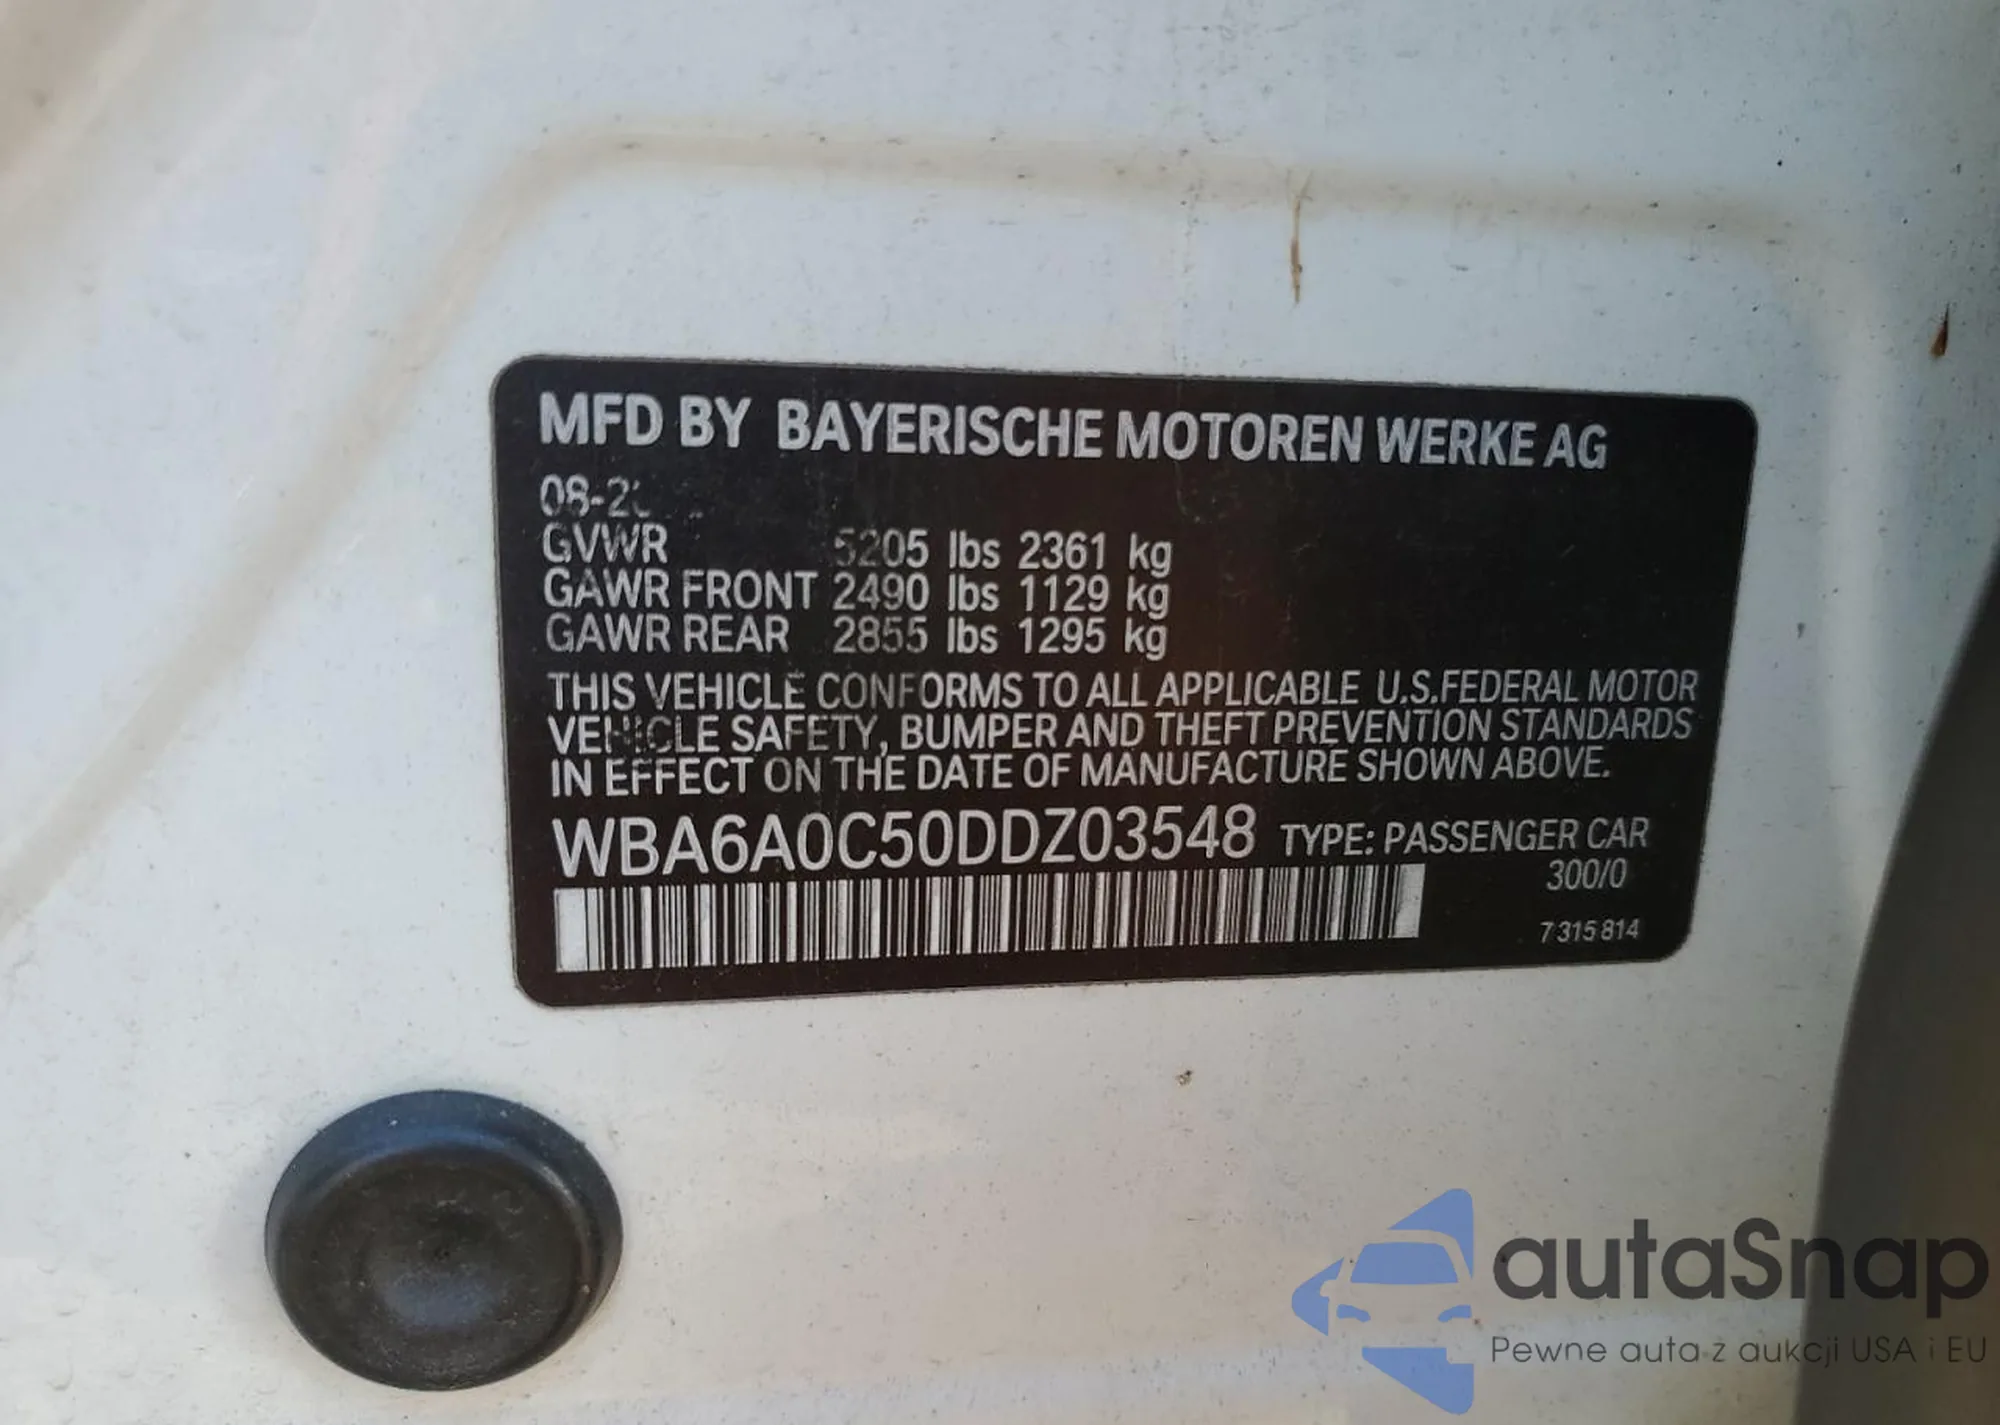 MFD BY BAYERISCHE MOTOREN WERKE AG
08-2
GVWR 5205 lbs 2361 kg
GAWR FRONT 2490 lbs 1129 kg
GAWR REAR 2855 lbs 1295 kg
THIS VEHICLE CONFORMS TO ALL APPLICABLE U.S.FEDERAL MOTOR
VEHICLE SAFETY, BUMPER AND THEFT PREVENTION STANDARDS
IN EFFECT ON THE DATE OF MANUFACTURE SHOWN ABOVE.
WBA6A0C50DDZ03548 TYPE: PASSENGER CAR
300/0
7 315 814
autaSnap
Pewne auta z aukcji USA i EU